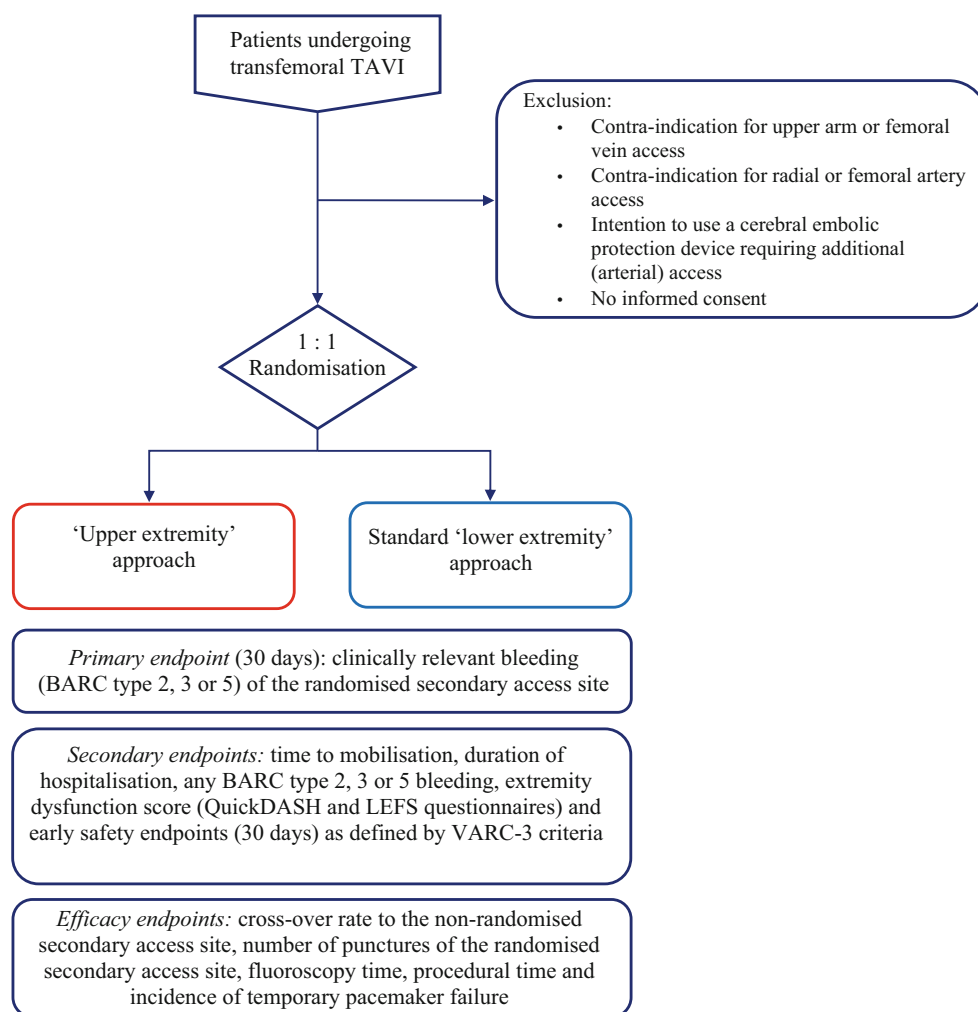 Patients undergoing
transfemoral TAVI
Exclusion:
• Contra-indication for upper arm or femoral
vein access
• Contra-indication for radial or femoral artery
access
• Intention to use a cerebral embolic
protection device requiring additional
(arterial) access
• No informed consent
1 : 1
Randomisation
‘Upper extremity’
approach
Standard ‘lower extremity’
approach
Primary endpoint (30 days): clinically relevant bleeding
(BARC type 2, 3 or 5) of the randomised secondary access site
Secondary endpoints: time to mobilisation, duration of
hospitalisation, any BARC type 2, 3 or 5 bleeding, extremity
dysfunction score (QuickDASH and LEFS questionnaires) and
early safety endpoints (30 days) as defined by VARC-3 criteria
Efficacy endpoints: cross-over rate to the non-randomised
secondary access site, number of punctures of the randomised
secondary access site, fluoroscopy time, procedural time and
incidence of temporary pacemaker failure